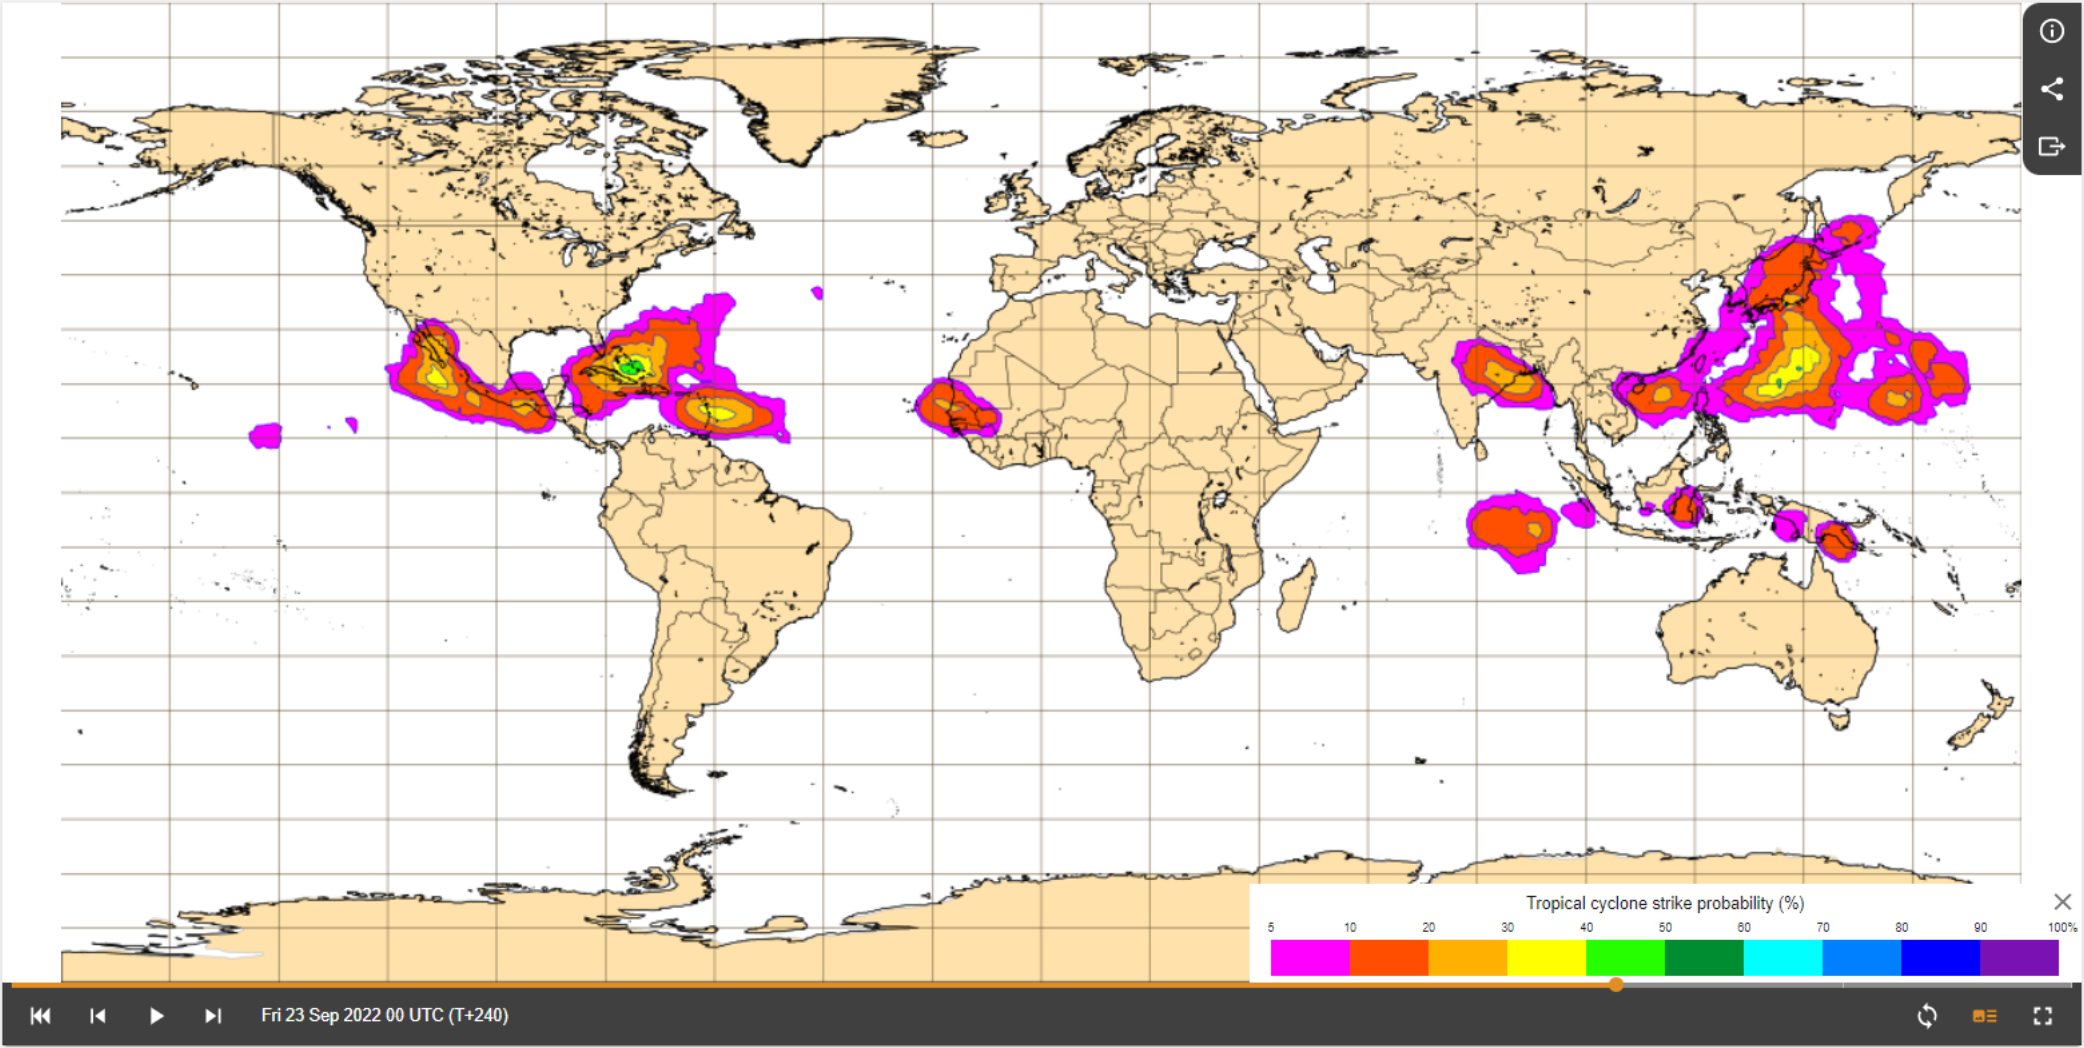 Tropical cyclone strike probability (%)
5 10 20 30 40 50 60 70 80 90 100%
Fri 23 Sep 2022 00 UTC (T+240)